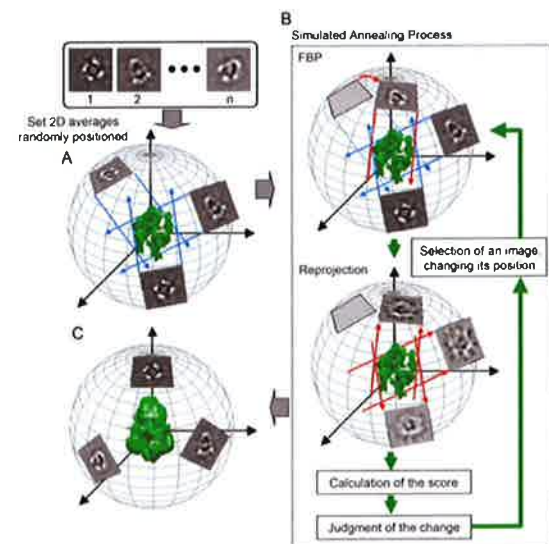 B
Simulated Annealing Process
FBP
1 2 n
Set 2D averages
randomly positioned
A
Selection of an image,
changing its position
Reprojection
C
Calculation of the score
Judgment of the change